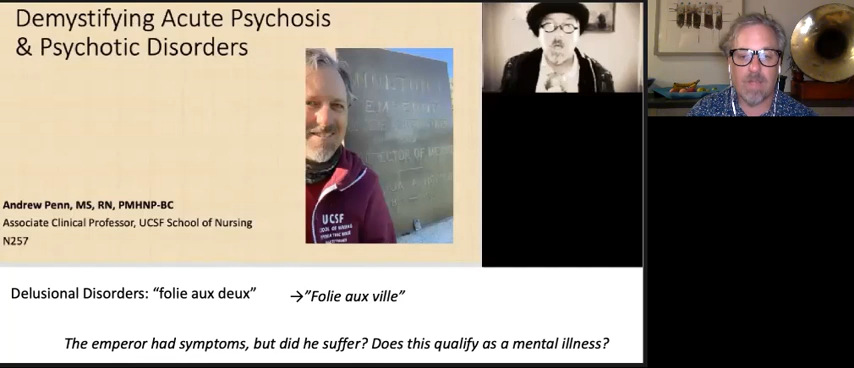 Demystifying Acute Psychosis
& Psychotic Disorders
UCSF
Andrew Penn, MS, RN, PMHNP-BC
Associate Clinical Professor, UCSF School of Nursing
N257
Delusional Disorders: “folie aux deux”
→”Folie aux ville”
The emperor had symptoms, but did he suffer? Does this qualify as a mental illness?